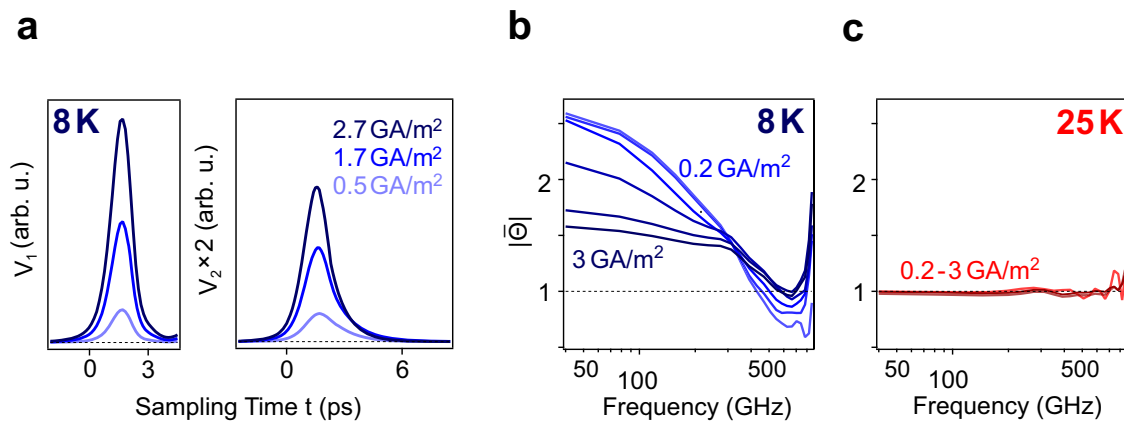 a
8 K
V₁ (arb. u.)
0
3
V₂ × 2 (arb. u.)
2.7 GA/m²
1.7 GA/m²
0.5 GA/m²
0
6
Sampling Time t (ps)
b
8 K
|Θ̄|
2
1
0.2 GA/m²
3 GA/m²
50
100
500
Frequency (GHz)
c
25 K
2
1
0.2 - 3 GA/m²
50
100
500
Frequency (GHz)